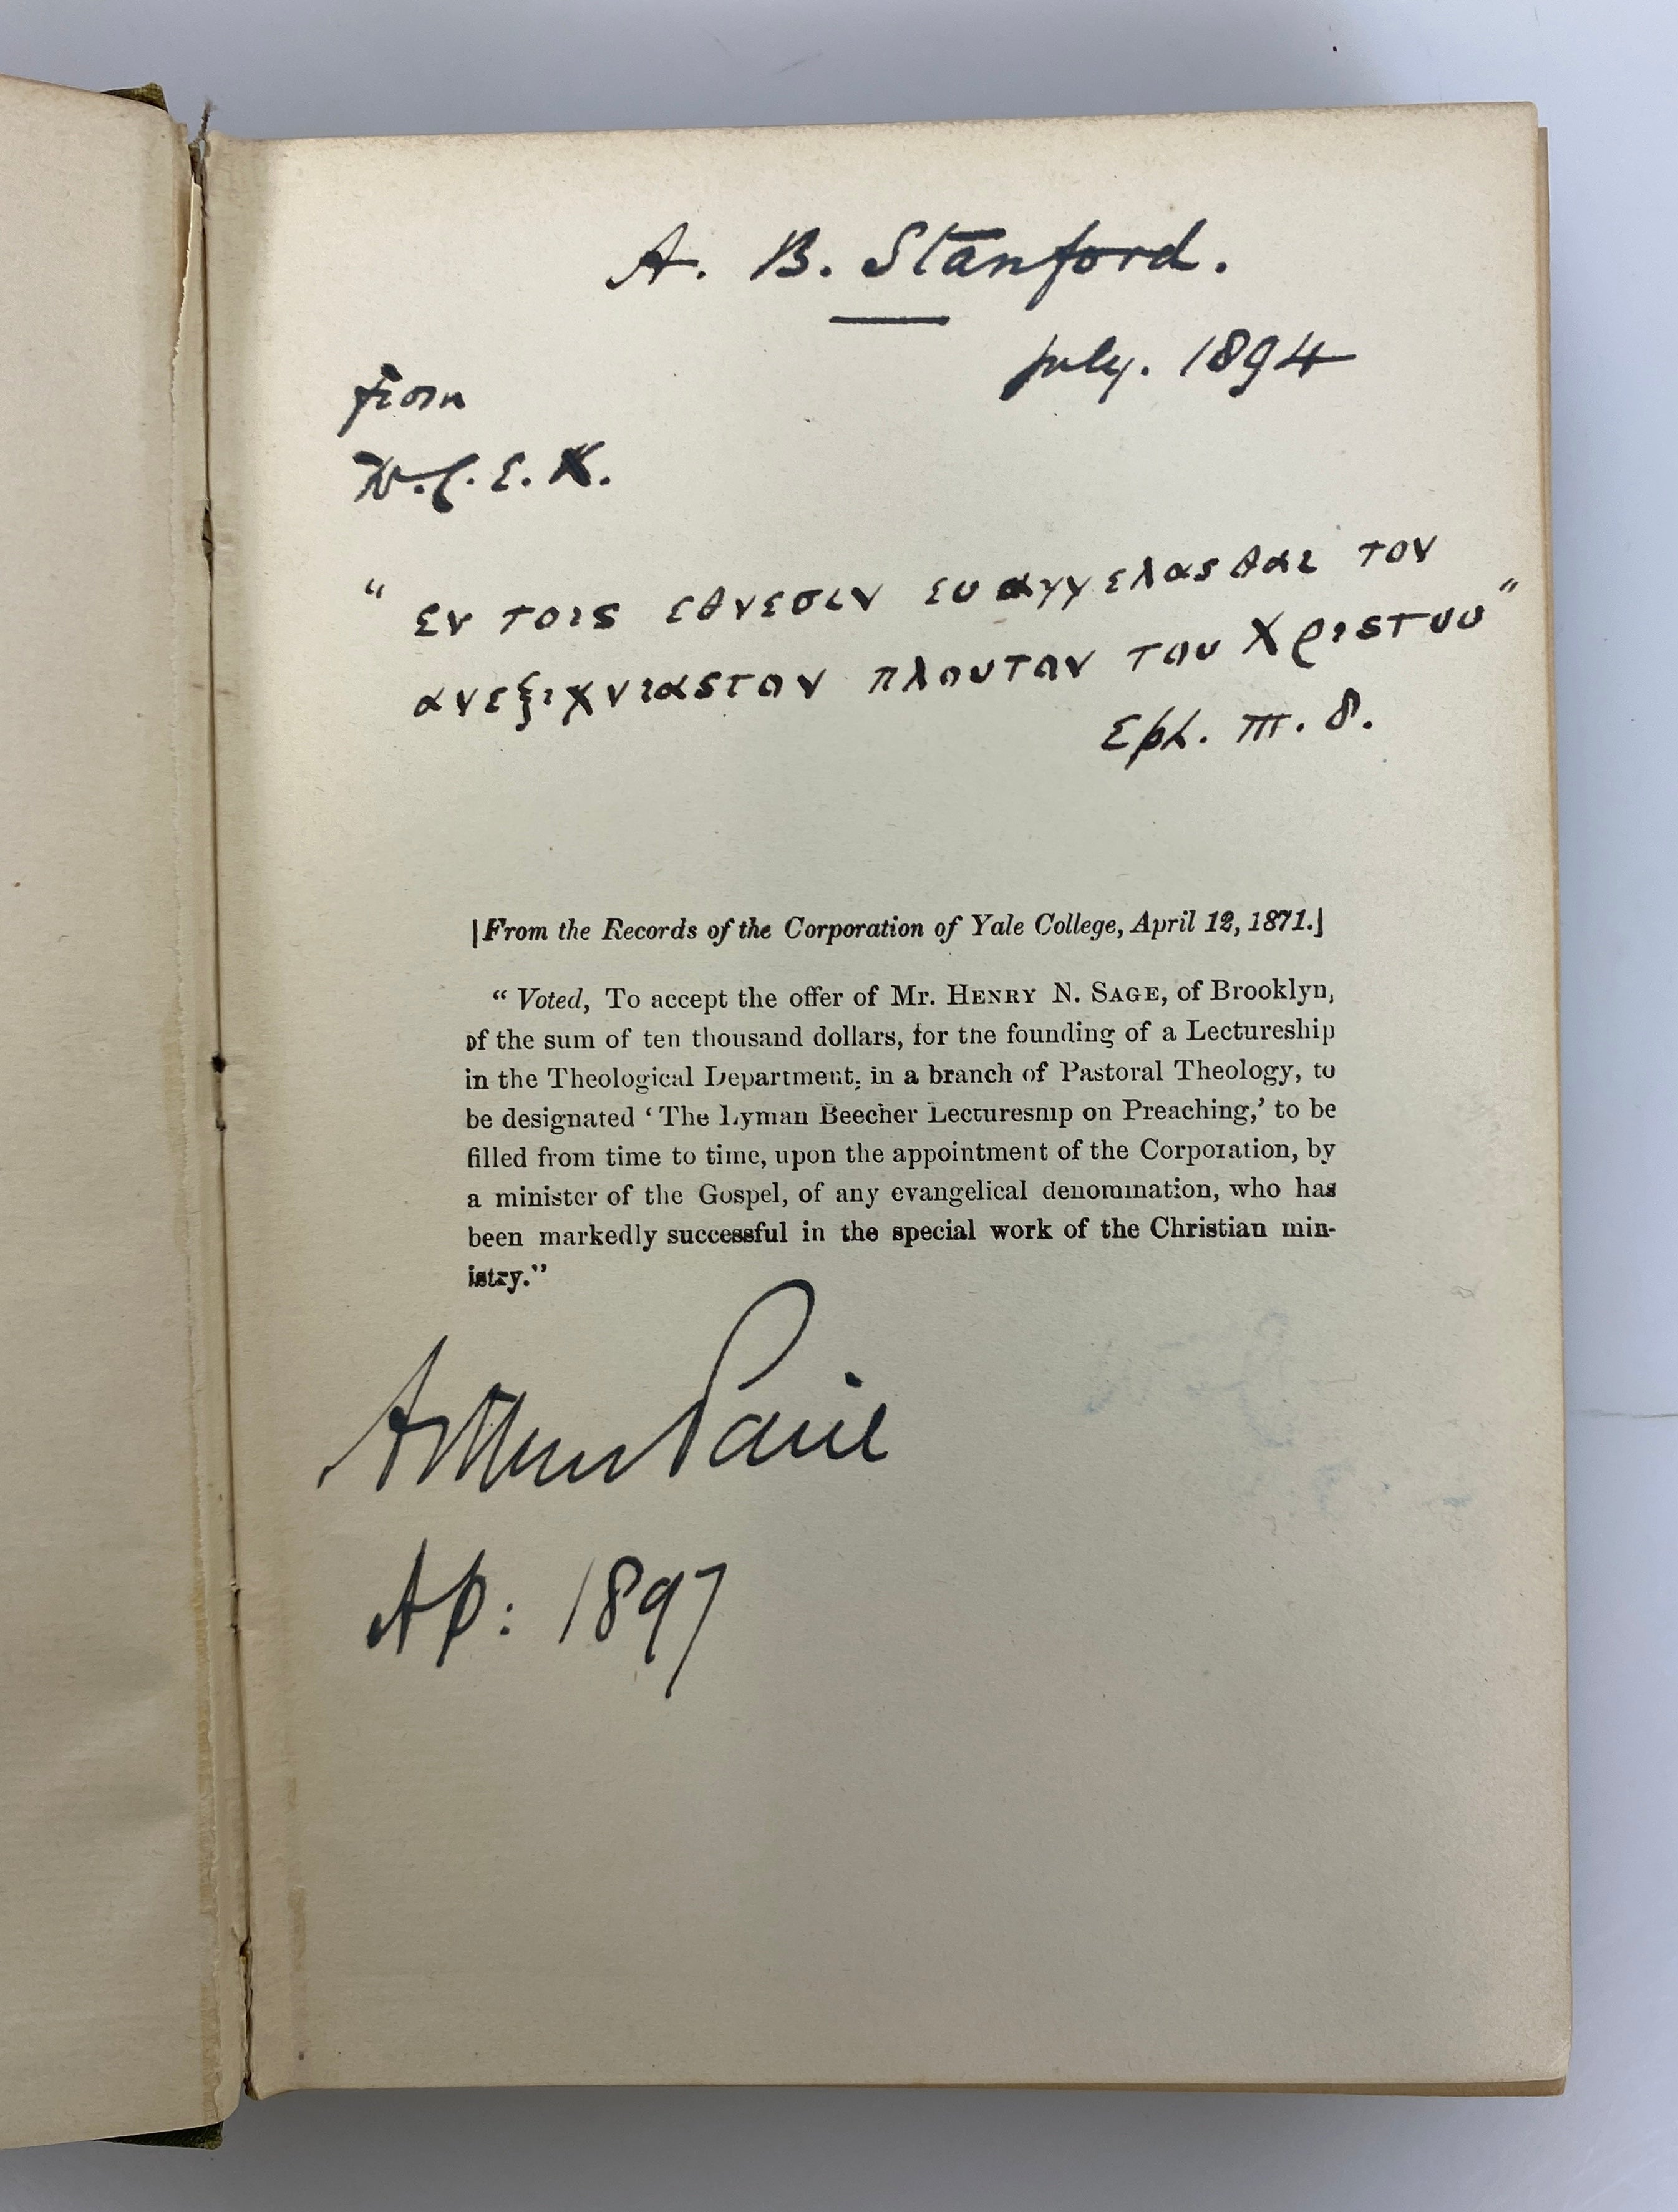 A. B. Stanford.
July. 1894
from
W.C.E.K.
“ εν τοις εθνεσιν ευαγγελασθαι τον
ανεξιχνιαστον πλουτον του Χριστου ”
Eph. III. 8.
[From the Records of the Corporation of Yale College, April 12, 1871.]
“ Voted, To accept the offer of Mr. HENRY N. SAGE, of Brooklyn,
of the sum of ten thousand dollars, for the founding of a Lectureship
in the Theological Department, in a branch of Pastoral Theology, to
be designated ‘The Lyman Beecher Lectureship on Preaching,’ to be
filled from time to time, upon the appointment of the Corporation, by
a minister of the Gospel, of any evangelical denomination, who has
been markedly successful in the special work of the Christian min-
istry.”
Arthur
Ap: 1897